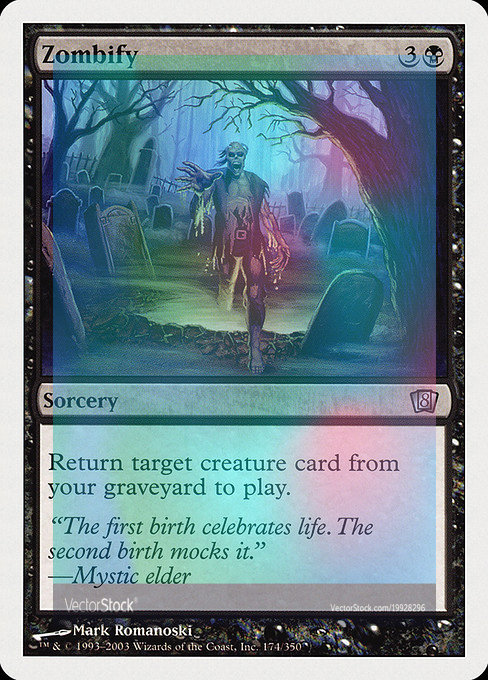 Zombify 3
Sorcery 8
Return target creature card from
your graveyard to play.
“The first birth celebrates life. The
second birth mocks it.”
—Mystic elder
VectorStock® VectorStock.com/19928296
Mark Romanoski
™ & © 1993–2003 Wizards of the Coast, Inc. 174/350